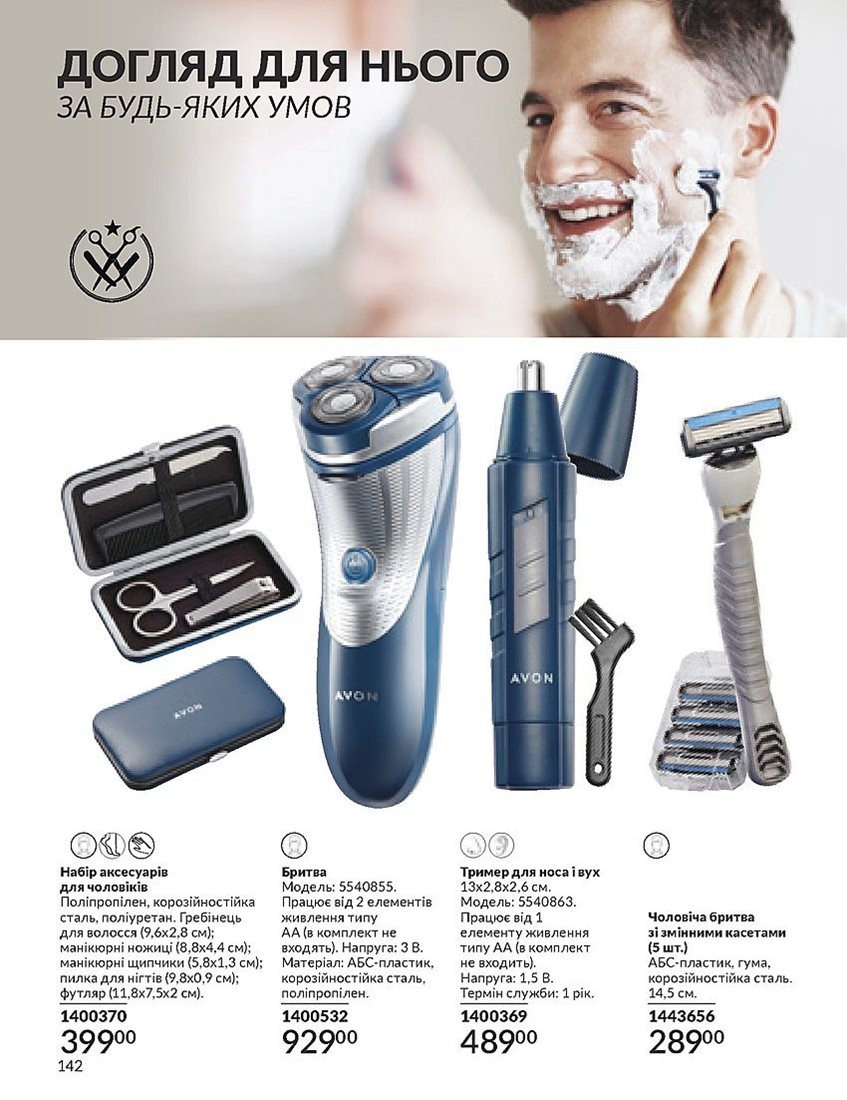 ДОГЛЯД ДЛЯ НЬОГО
ЗА БУДЬ-ЯКИХ УМОВ
AVON
AVON
AVON
Набір аксесуарів
для чоловіків
Поліпропілен, корозійностійка
сталь, поліуретан. Гребінець
для волосся (9,6х2,8 см);
манікюрні ножиці (8,8х4,4 см);
манікюрні щипчики (5,8х1,3 см);
пилка для нігтів (9,8х0,9 см);
футляр (11,8х7,5х2 см).
1400370
399⁰⁰
Бритва
Модель: 5540855.
Працює від 2 елементів
живлення типу
АА (в комплект не
входять). Напруга: 3 В.
Матеріал: АБС-пластик,
корозійностійка сталь,
поліпропілен.
1400532
929⁰⁰
Тример для носа і вух
13х2,8х2,6 см.
Модель: 5540863.
Працює від 1
елементу живлення
типу АА (в комплект
не входить).
Напруга: 1,5 В.
Термін служби: 1 рік.
1400369
489⁰⁰
Чоловіча бритва
зі змінними касетами
(5 шт.)
АБС-пластик, гума,
корозійностійка сталь.
14,5 см.
1443656
289⁰⁰
142